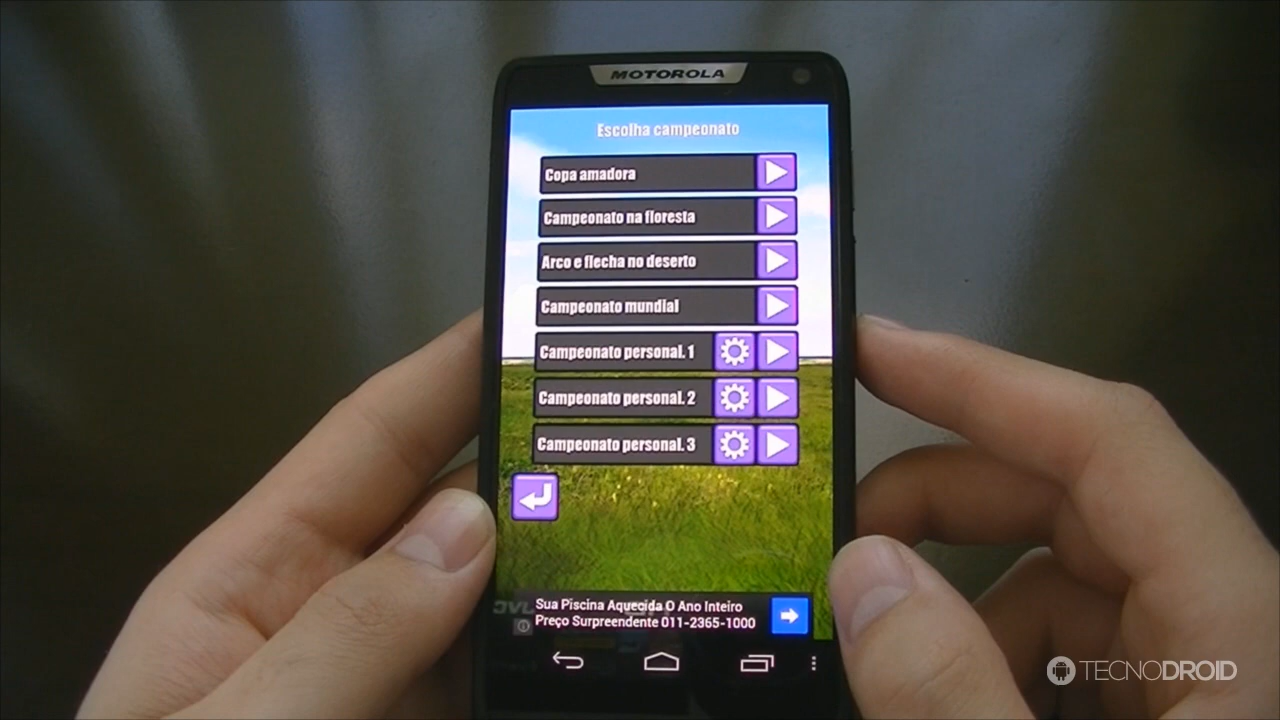 MOTOROLA
Escolha campeonato
Copa amadora
Campeonato na floresta
Arco e flecha no deserto
Campeonato mundial
Campeonato personal. 1
Campeonato personal. 2
Campeonato personal. 3
Sua Piscina Aquecida O Ano Inteiro
Preço Surpreendente 011-2365-1000
TECNODROID